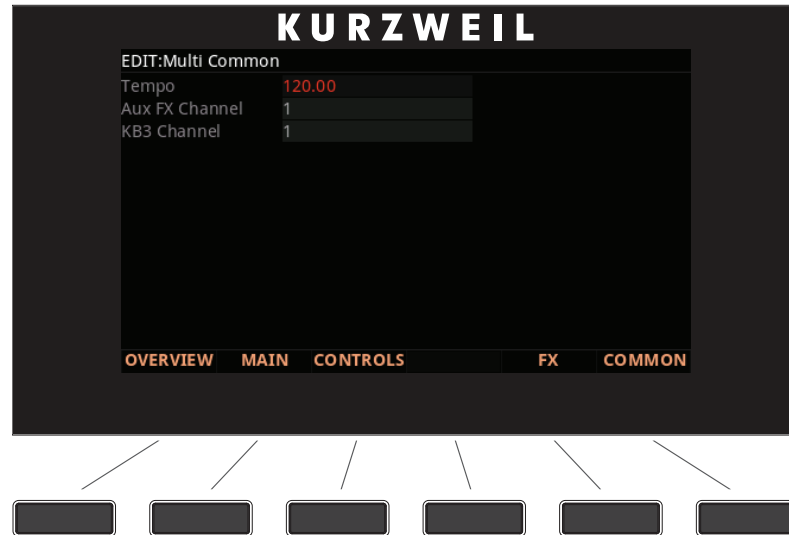 KURZWEIL
EDIT:Multi Common
Tempo 120.00
Aux FX Channel 1
KB3 Channel 1
OVERVIEW MAIN CONTROLS FX COMMON